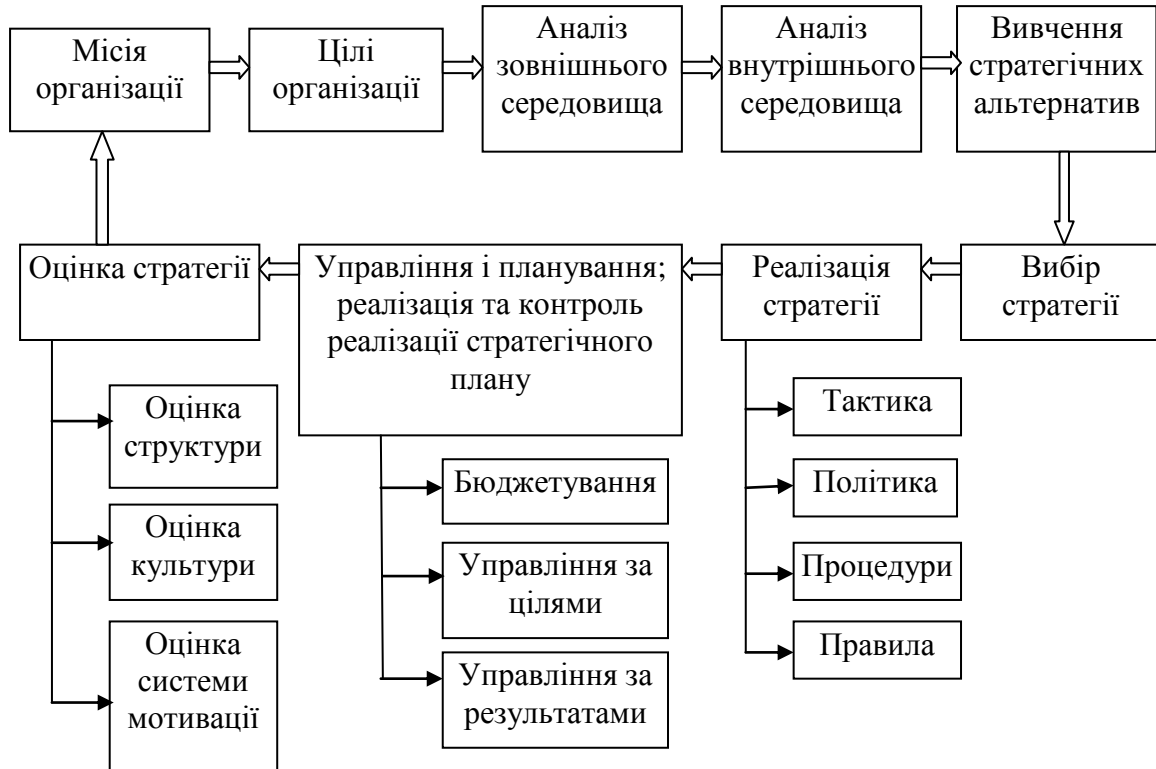 Місія
організації
Цілі
організації
Аналіз
зовнішнього
середовища
Аналіз
внутрішнього
середовища
Вивчення
стратегічних
альтернатив
Оцінка стратегії
Управління і планування;
реалізація та контроль
реалізації стратегічного
плану
Реалізація
стратегії
Вибір
стратегії
Оцінка
структури
Оцінка
культури
Оцінка
системи
мотивації
Бюджетування
Управління за
цілями
Управління за
результатами
Тактика
Політика
Процедури
Правила